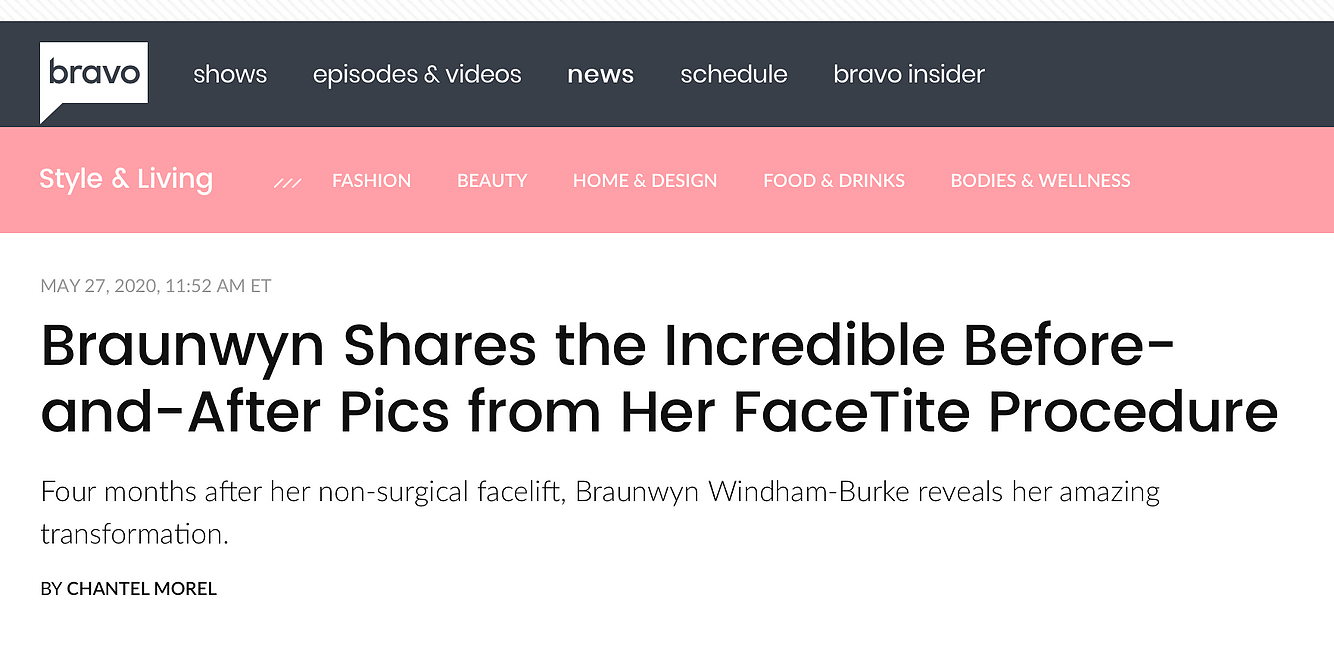 bravo shows episodes & videos news schedule bravo insider
Style & Living /// FASHION BEAUTY HOME & DESIGN FOOD & DRINKS BODIES & WELLNESS
MAY 27, 2020, 11:52 AM ET
Braunwyn Shares the Incredible Before-
and-After Pics from Her FaceTite Procedure
Four months after her non-surgical facelift, Braunwyn Windham-Burke reveals her amazing
transformation.
BY CHANTEL MOREL